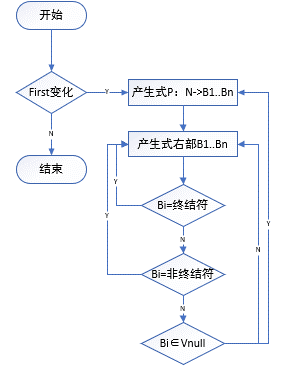 开始
First变化
Y
产生式P：N->B1..Bn
N
结束
产生式右部B1..Bn
Y
Bi=终结符
Y
N
Y
N
Bi=非终结符
N
Bi∈Vnull